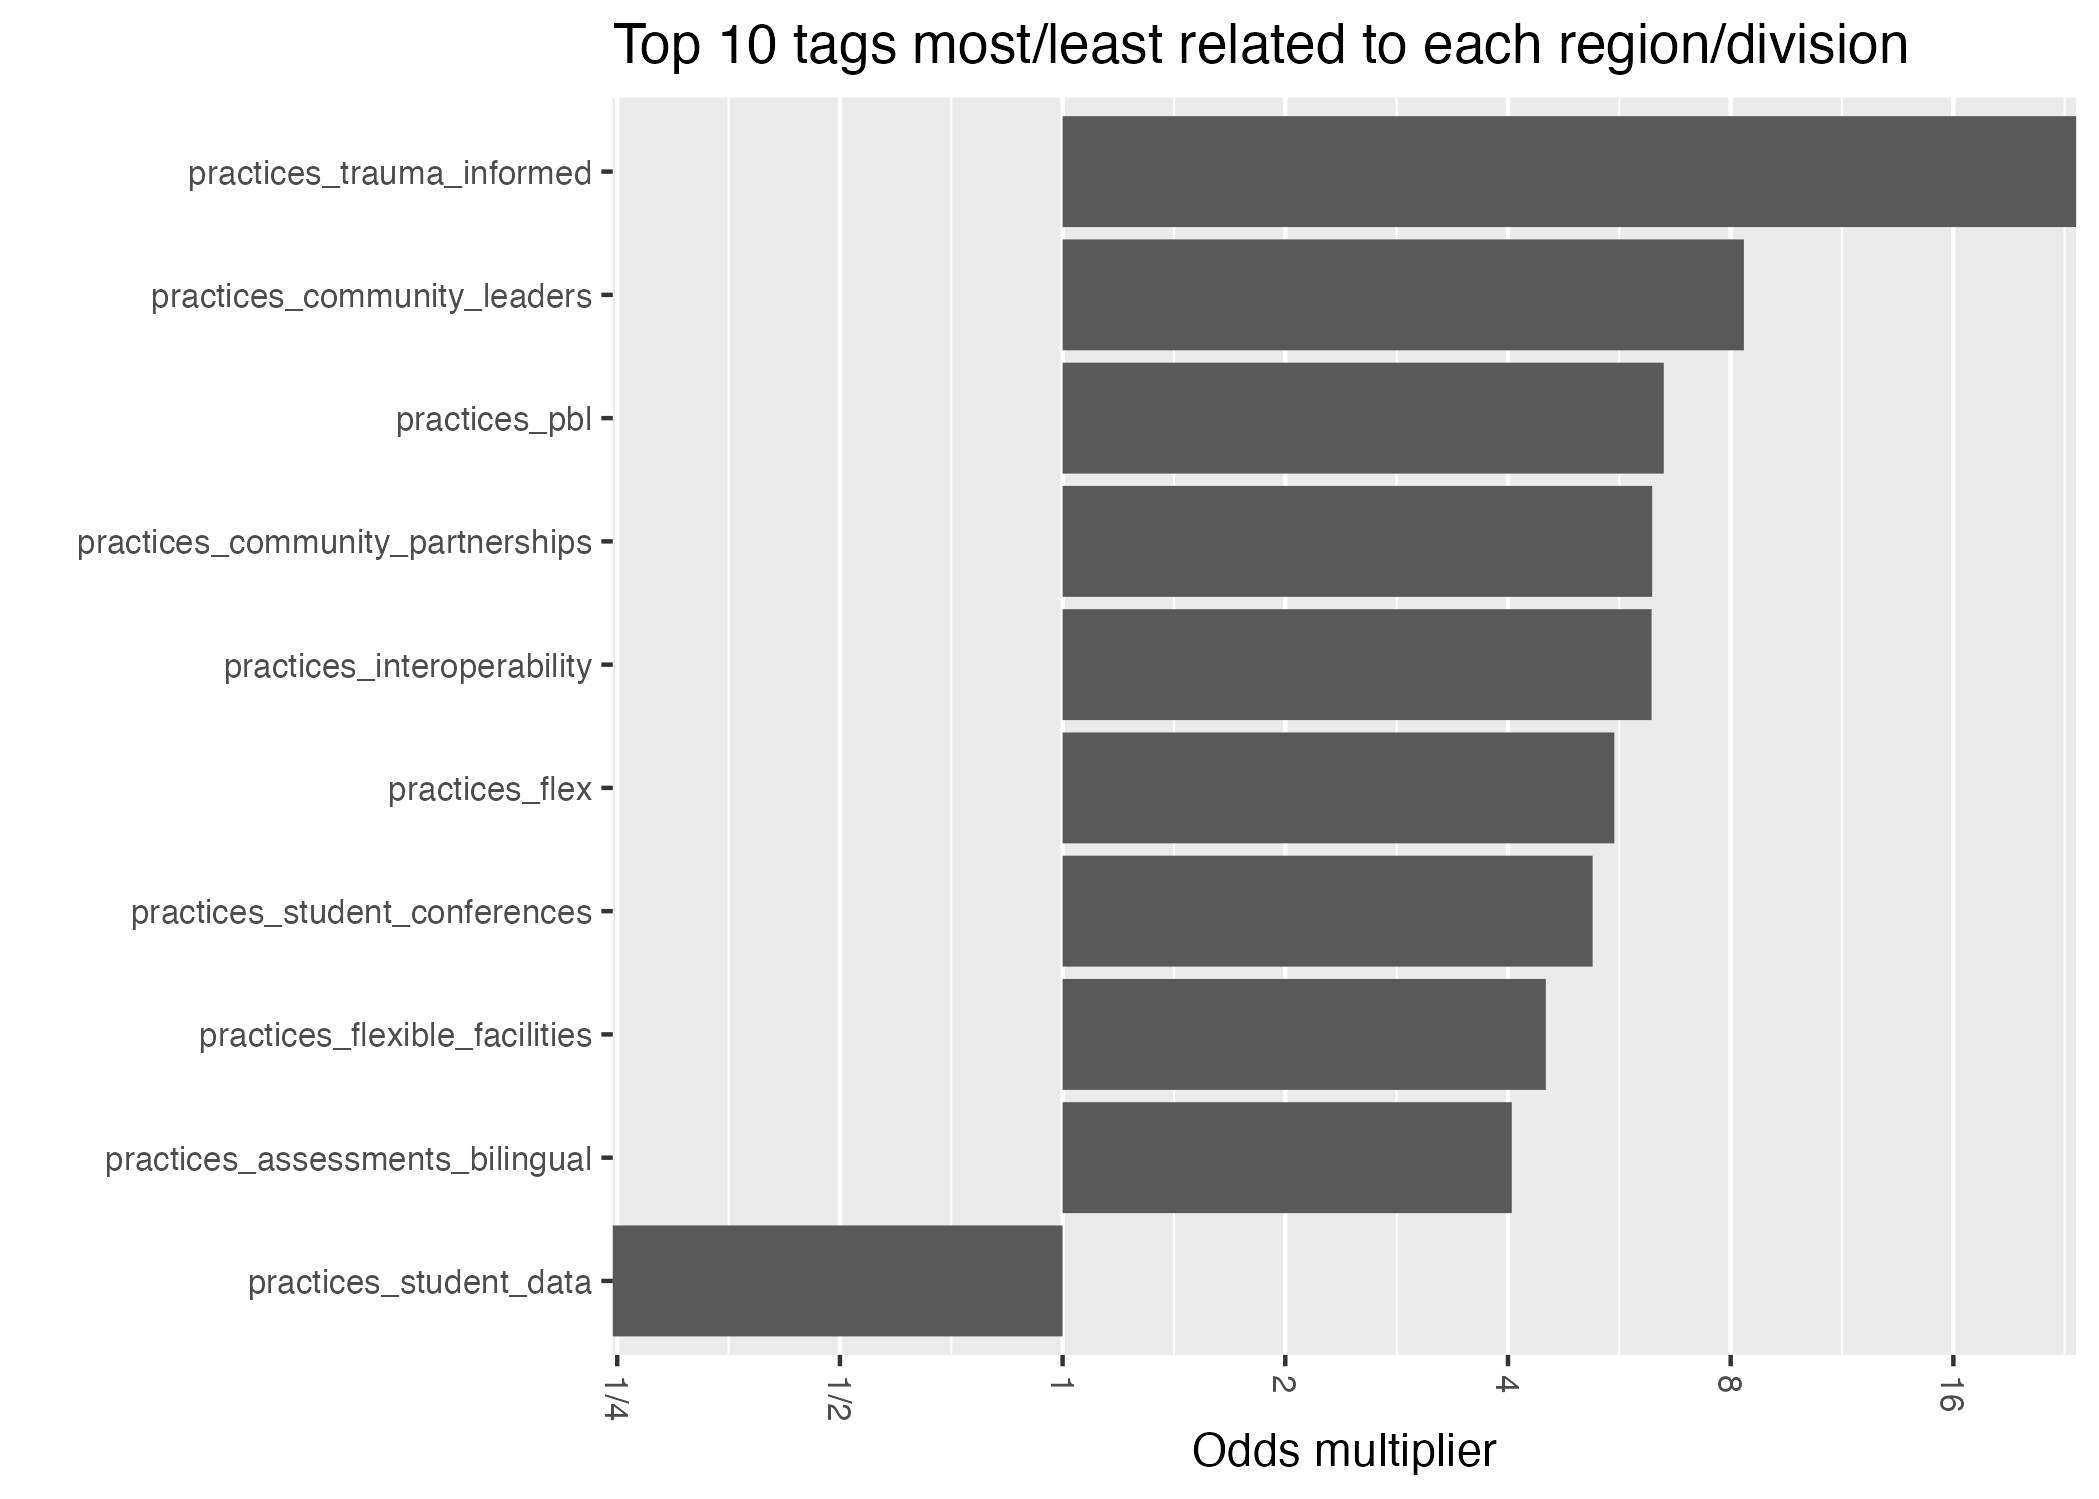 Top 10 tags most/least related to each region/division
practices_trauma_informed
practices_community_leaders
practices_pbl
practices_community_partnerships
practices_interoperability
practices_flex
practices_student_conferences
practices_flexible_facilities
practices_assessments_bilingual
practices_student_data
1/4 1/2 1 2 4 8 16
Odds multiplier